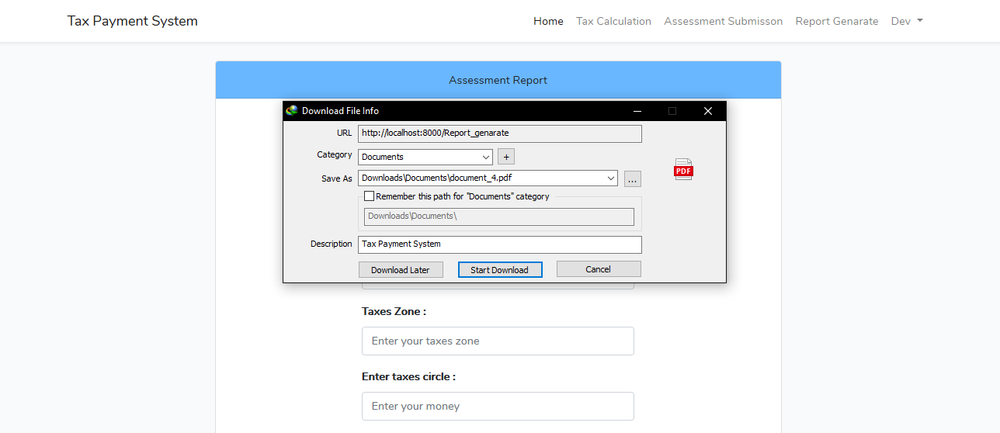 Tax Payment System
Home Tax Calculation Assessment Submisson Report Genarate Dev
Assessment Report
Download File Info
URL http://localhost:8000/Report_genarate
Category Documents +
PDF
Save As Downloads\Documents\document_4.pdf ...
Remember this path for "Documents" category
Downloads\Documents\
Description Tax Payment System
Download Later Start Download Cancel
Taxes Zone :
Enter your taxes zone
Enter taxes circle :
Enter your money